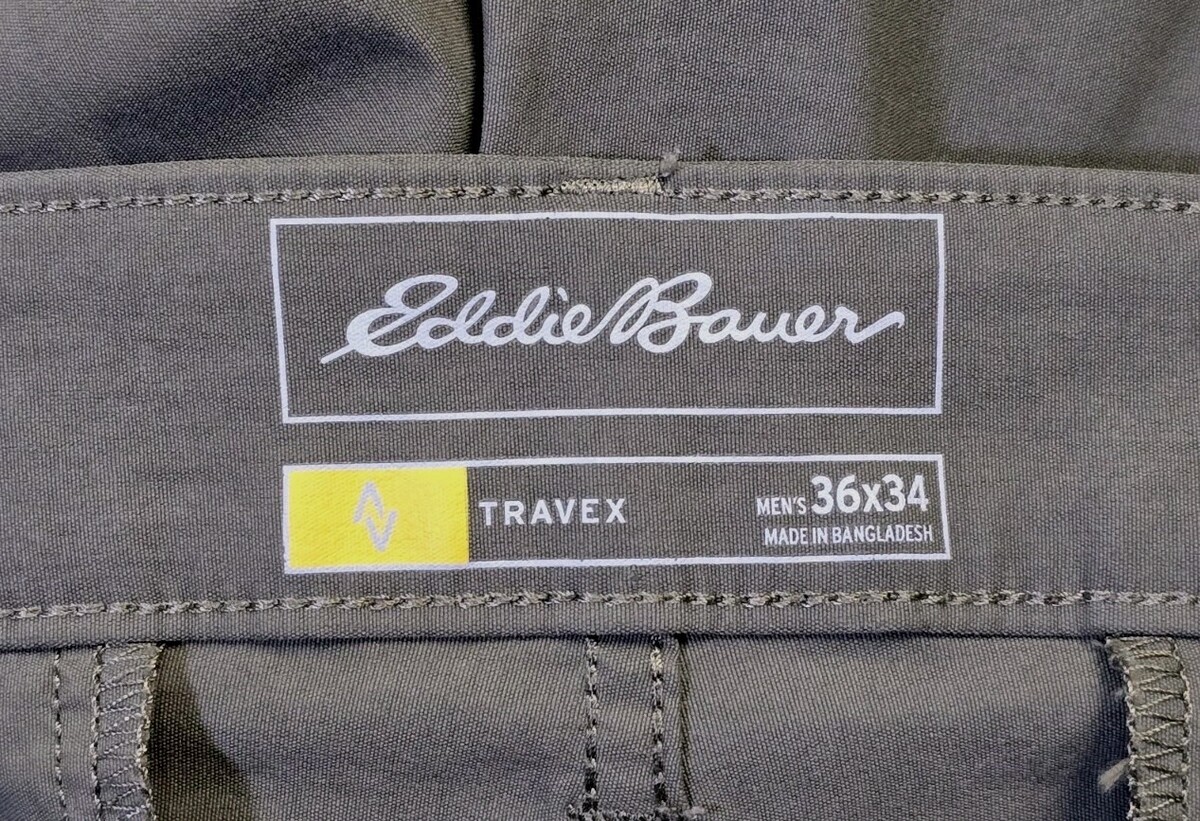 Eddie Bauer
TRAVEX
MEN'S 36x34
MADE IN BANGLADESH